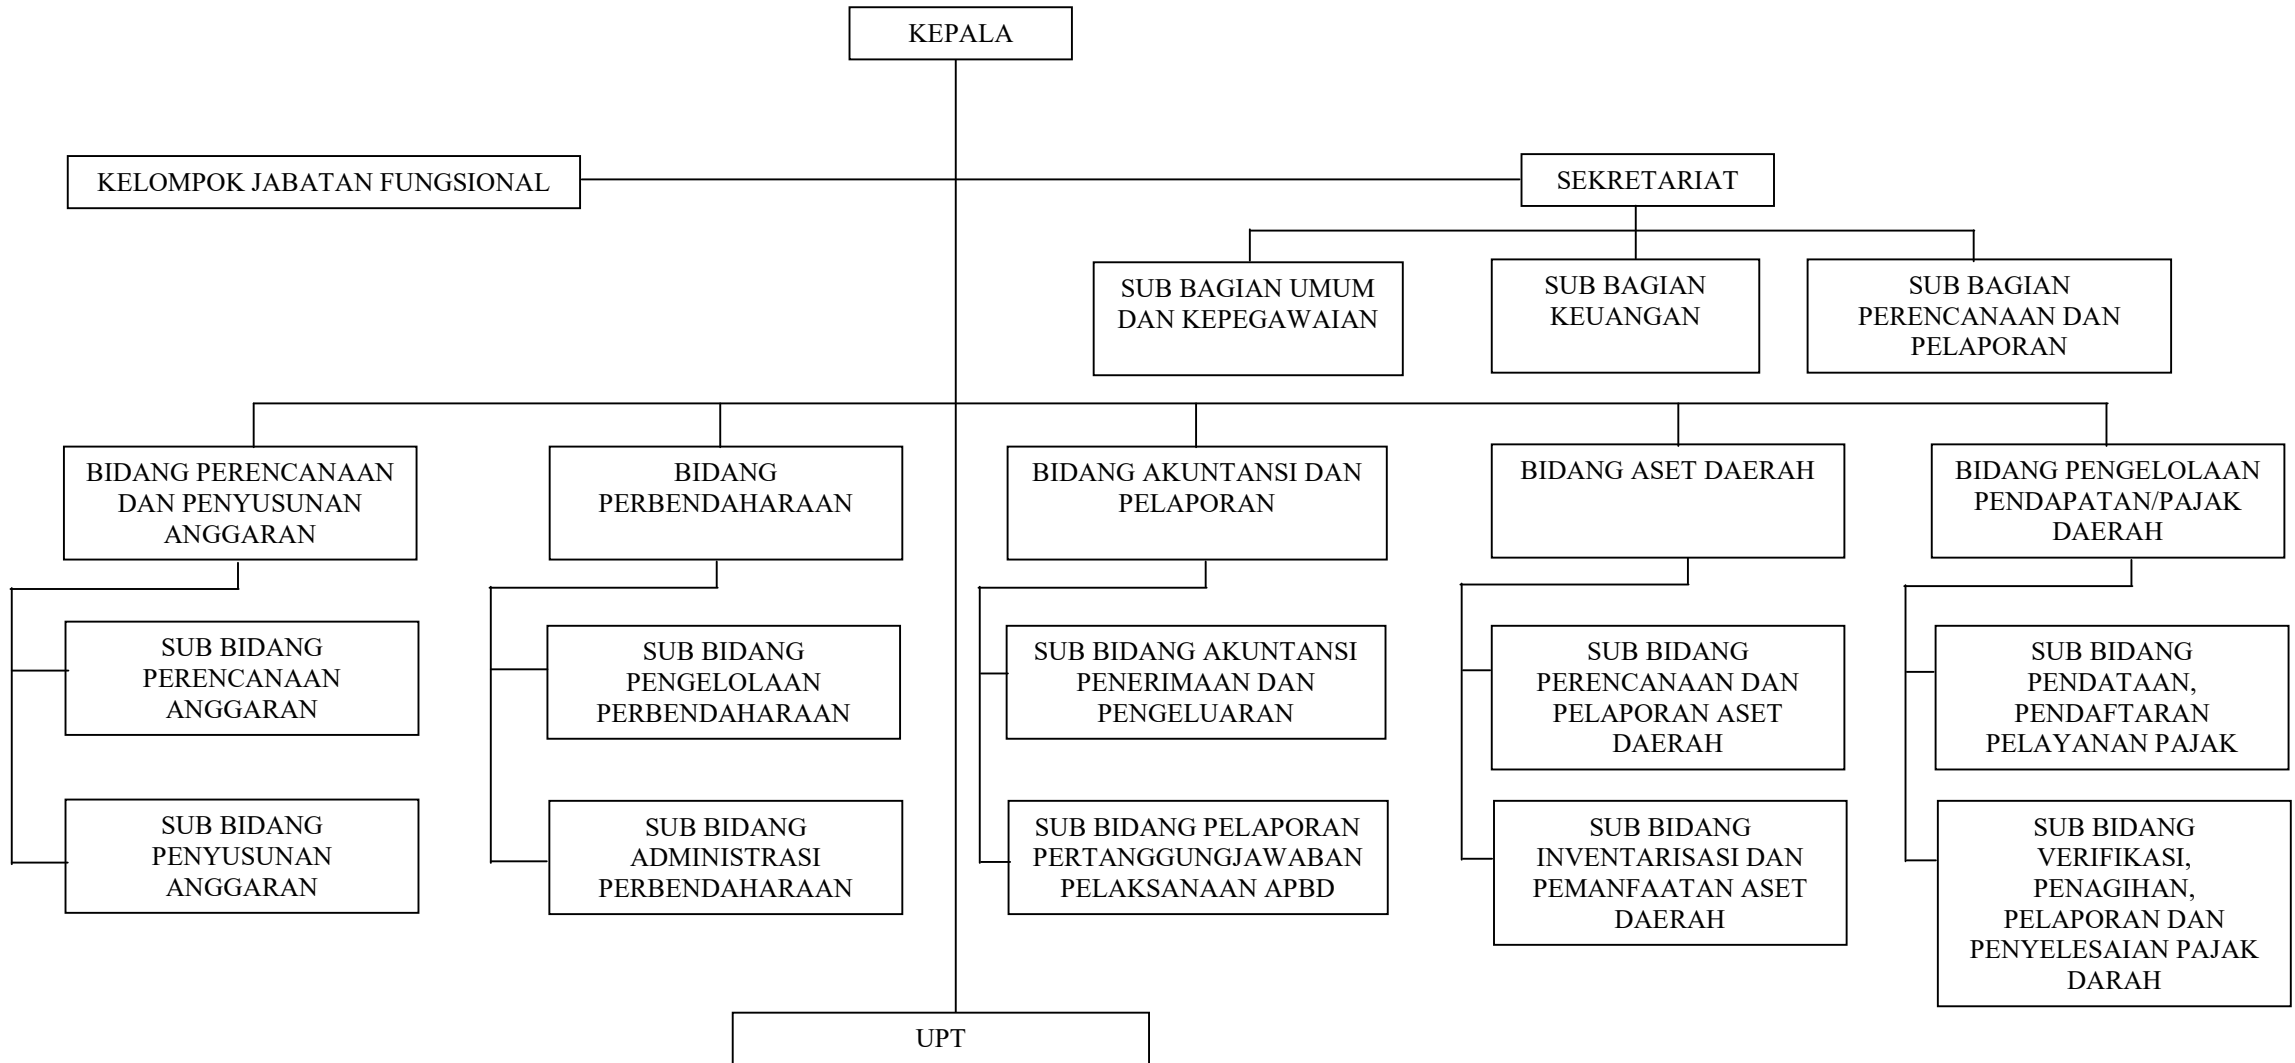 KEPALA
KELOMPOK JABATAN FUNGSIONAL
SEKRETARIAT
SUB BAGIAN UMUM
DAN KEPEGAWAIAN
SUB BAGIAN
KEUANGAN
SUB BAGIAN
PERENCANAAN DAN
PELAPORAN
BIDANG PERENCANAAN
DAN PENYUSUNAN
ANGGARAN
BIDANG
PERBENDAHARAAN
BIDANG AKUNTANSI DAN
PELAPORAN
BIDANG ASET DAERAH
BIDANG PENGELOLAAN
PENDAPATAN/PAJAK
DAERAH
SUB BIDANG
PERENCANAAN
ANGGARAN
SUB BIDANG
PENGELOLAAN
PERBENDAHARAAN
SUB BIDANG AKUNTANSI
PENERIMAAN DAN
PENGELUARAN
SUB BIDANG
PERENCANAAN DAN
PELAPORAN ASET
DAERAH
SUB BIDANG
PENDATAAN,
PENDAFTARAN
PELAYANAN PAJAK
SUB BIDANG
PENYUSUNAN
ANGGARAN
SUB BIDANG
ADMINISTRASI
PERBENDAHARAAN
SUB BIDANG PELAPORAN
PERTANGGUNGJAWABAN
PELAKSANAAN APBD
SUB BIDANG
INVENTARISASI DAN
PEMANFAATAN ASET
DAERAH
SUB BIDANG
VERIFIKASI,
PENAGIHAN,
PELAPORAN DAN
PENYELESAIAN PAJAK
DARAH
UPT